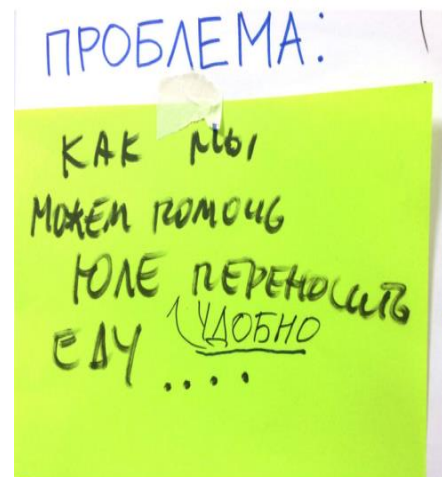 ПРОБЛЕМА:
КАК МЫ
МОЖЕМ ПОМОЧЬ
ЮЛЕ ПЕРЕНОСИТЬ
ЕДУ УДОБНО
....